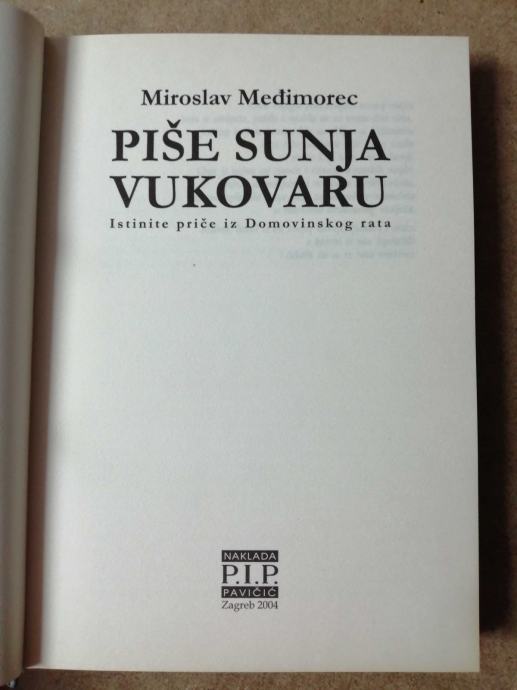 Miroslav Međimorec
PIŠE SUNJA
VUKOVARU
Istinite priče iz Domovinskog rata
NAKLADA
P.I.P.
PAVIČIĆ
Zagreb 2004